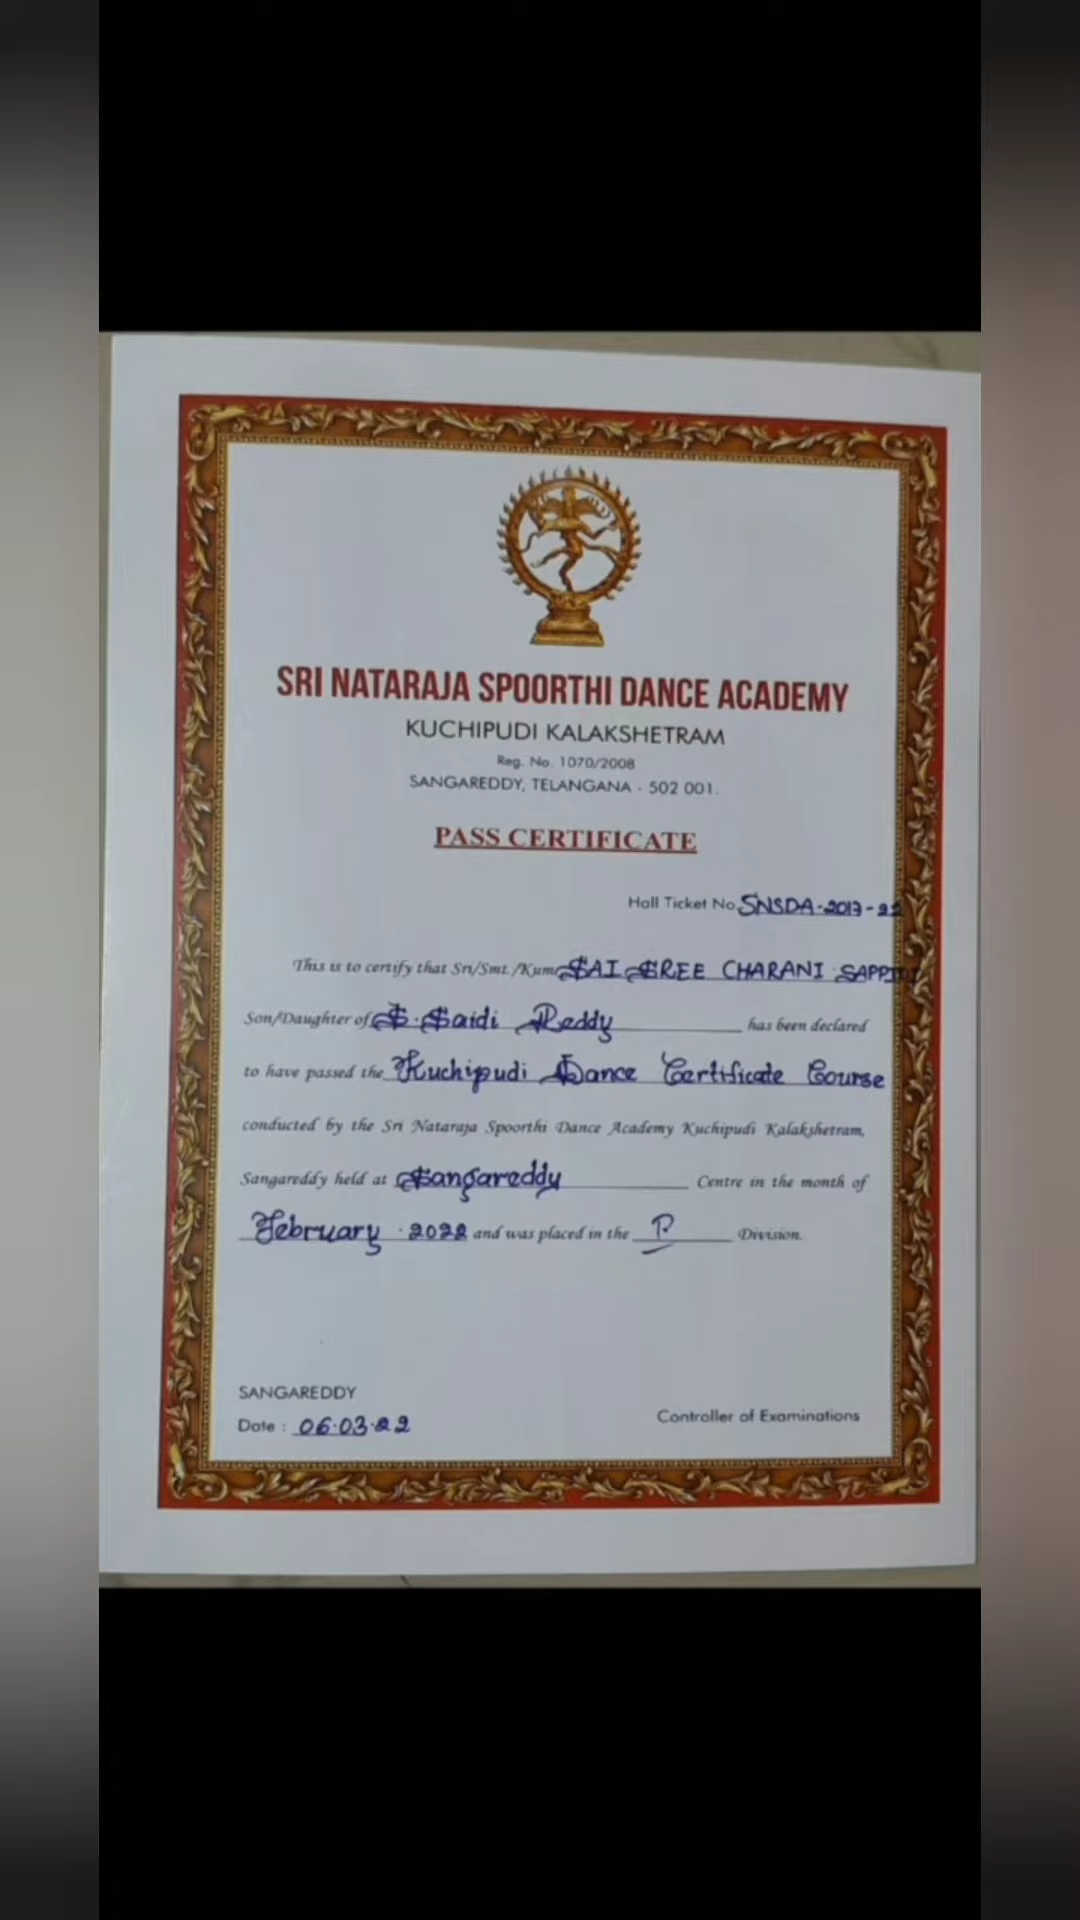 SRI NATARAJA SPOORTHI DANCE ACADEMY
KUCHIPUDI KALAKSHETRAM
Reg. No. 1070/2008
SANGAREDDY, TELANGANA - 502 001.
PASS CERTIFICATE
Hall Ticket No. SNSDA-2017-22
This is to certify that Sri/Smt./Kum. SAI SREE CHARANI
Son/Daughter of S. Saidi Reddy has been declared
to have passed the Kuchipudi Dance Certificate Course
conducted by the Sri Nataraja Spoorthi Dance Academy Kuchipudi Kalakshetram,
Sangareddy held at Sangareddy Centre in the month of
February 2022 and was placed in the Division.
SANGAREDDY
Date : 06.03.22
Controller of Examinations